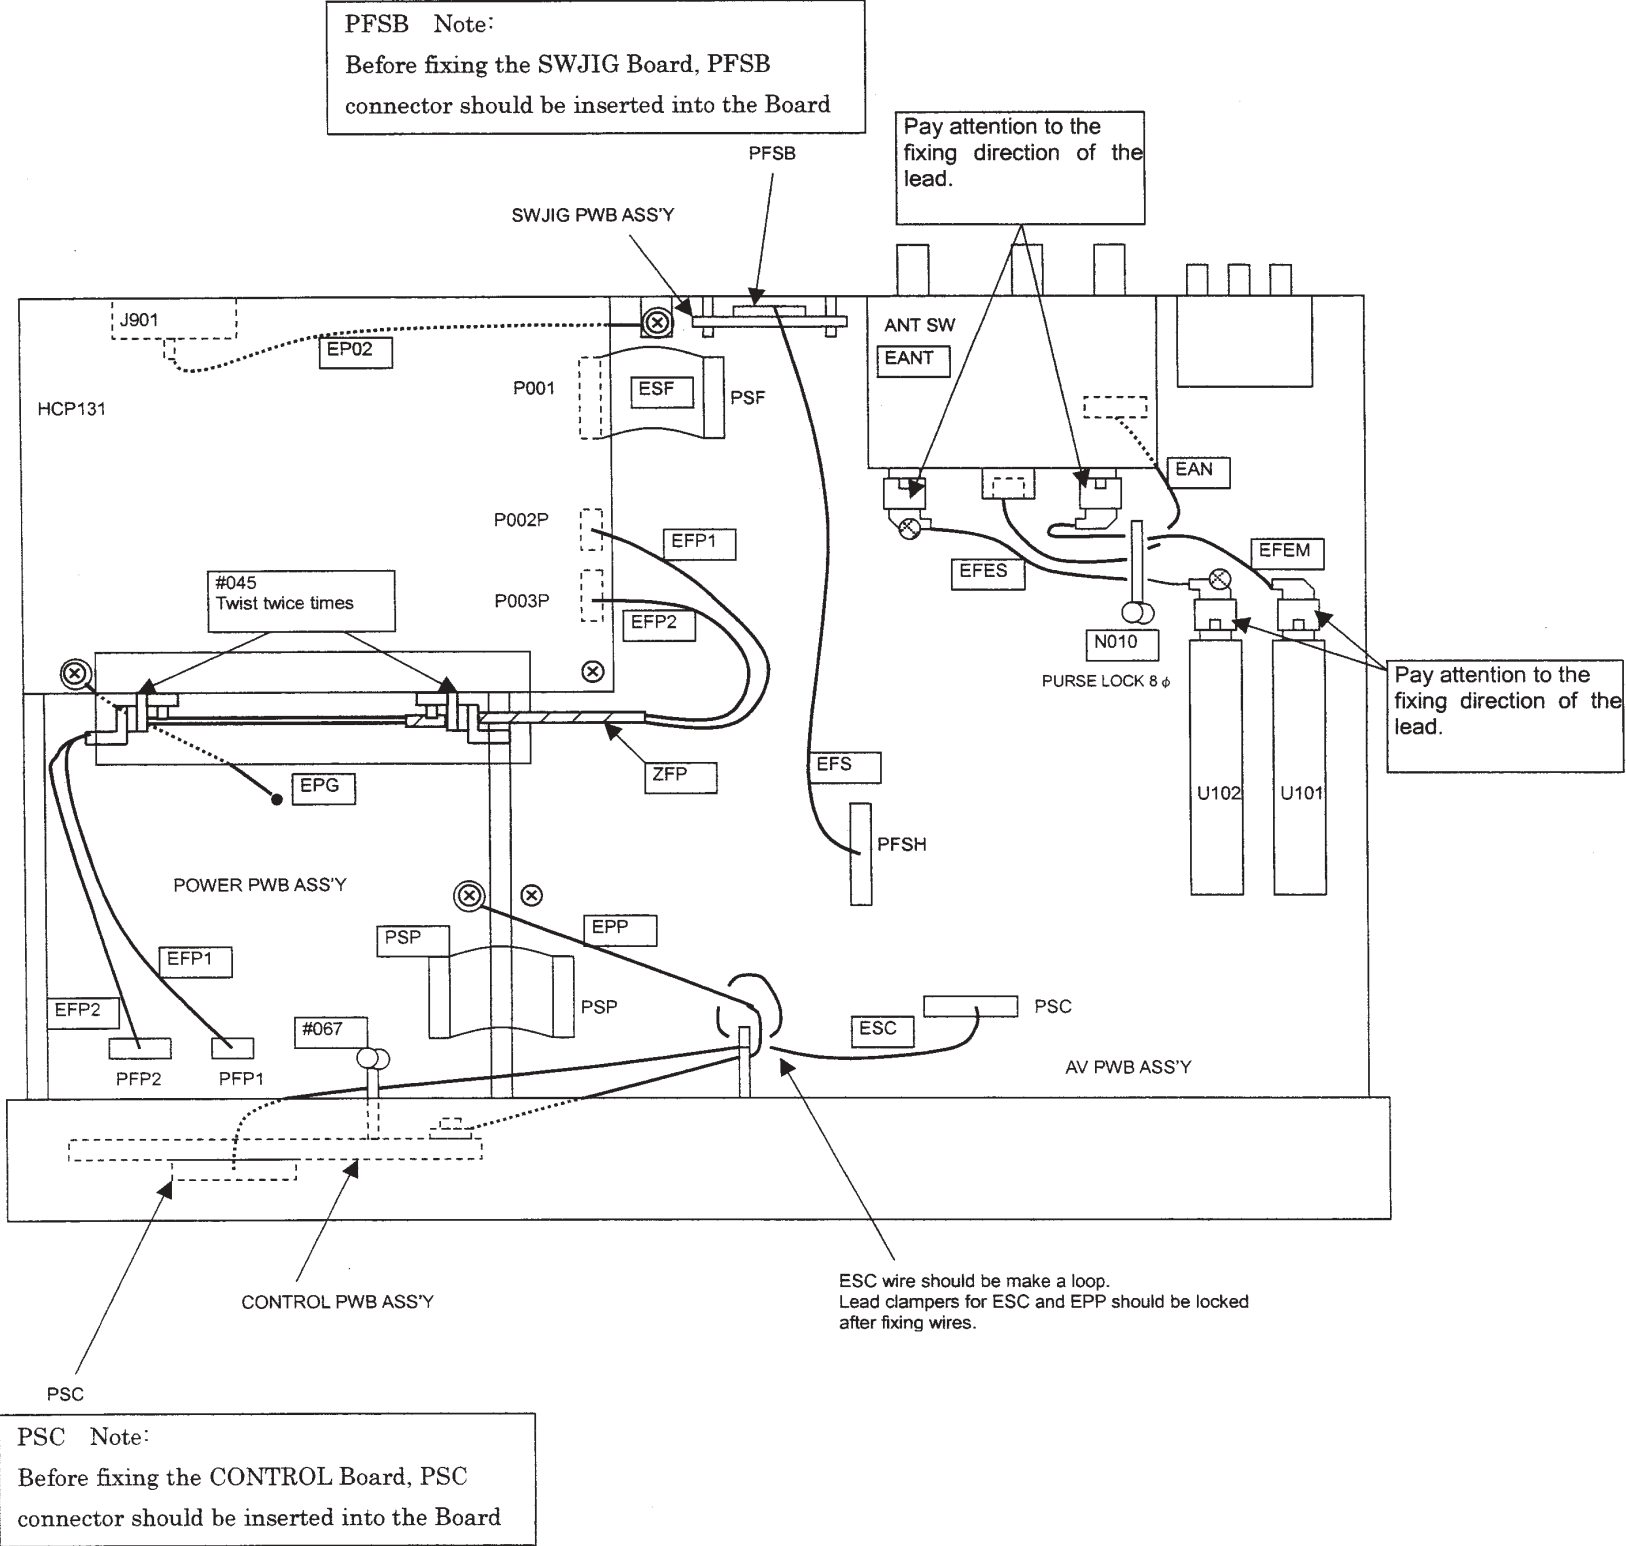 PFSB Note:
Before fixing the SWJIG Board, PFSB
connector should be inserted into the Board
Pay attention to the
fixing direction of the
lead.
PFSB
SWJIG PWB ASS'Y
J901
EP02
ANT SW
EANT
P001
ESF
PSF
HCP131
EAN
P002P
EFP1
EFES
EFEM
#045
Twist twice times
P003P
EFP2
N010
PURSE LOCK 8 φ
Pay attention to the
fixing direction of the
lead.
EPG
ZFP
EFS
U102
U101
PFSH
POWER PWB ASS'Y
PSP
EPP
EFP1
EFP2
#067
PSP
ESC
PSC
PFP2
PFP1
AV PWB ASS'Y
CONTROL PWB ASS'Y
ESC wire should be make a loop.
Lead clampers for ESC and EPP should be locked
after fixing wires.
PSC
PSC Note:
Before fixing the CONTROL Board, PSC
connector should be inserted into the Board